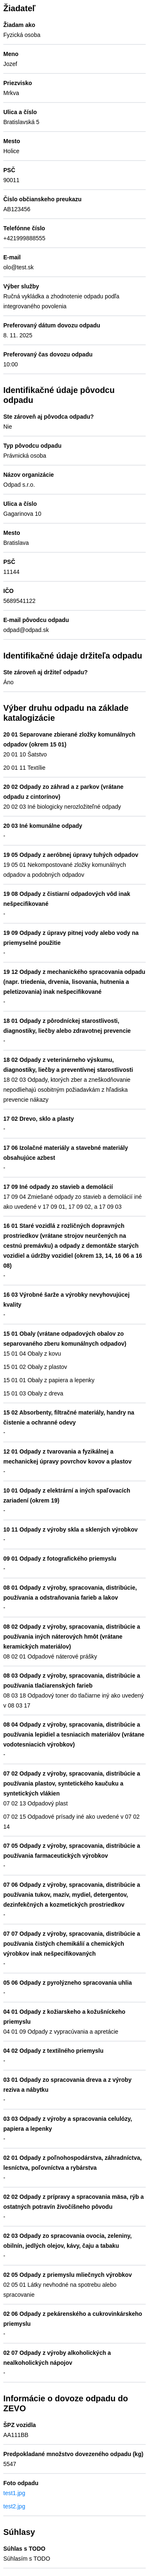 Žiadateľ
Žiadam ako
Fyzická osoba
Meno
Jozef
Priezvisko
Mrkva
Ulica a číslo
Bratislavská 5
Mesto
Holice
PSČ
90011
Číslo občianskeho preukazu
AB123456
Telefónne číslo
+421999888555
E-mail
olo@test.sk
Výber služby
Ručná vykládka a zhodnotenie odpadu podľa
integrovaného povolenia
Preferovaný dátum dovozu odpadu
8. 11. 2025
Preferovaný čas dovozu odpadu
10:00
Identifikačné údaje pôvodcu
odpadu
Ste zároveň aj pôvodca odpadu?
Nie
Typ pôvodcu odpadu
Právnická osoba
Názov organizácie
Odpad s.r.o.
Ulica a číslo
Gagarinova 10
Mesto
Bratislava
PSČ
11144
IČO
5689541122
E-mail pôvodcu odpadu
odpad@odpad.sk
Identifikačné údaje držiteľa odpadu
Ste zároveň aj držiteľ odpadu?
Áno
Výber druhu odpadu na základe
katalogizácie
20 01 Separovane zbierané zložky komunálnych
odpadov (okrem 15 01)
20 01 10 Šatstvo
20 01 11 Textílie
20 02 Odpady zo záhrad a z parkov (vrátane
odpadu z cintorínov)
20 02 03 Iné biologicky nerozložiteľné odpady
20 03 Iné komunálne odpady
-
19 05 Odpady z aeróbnej úpravy tuhých odpadov
19 05 01 Nekompostované zložky komunálnych
odpadov a podobných odpadov
19 08 Odpady z čistiarní odpadových vôd inak
nešpecifikované
-
19 09 Odpady z úpravy pitnej vody alebo vody na
priemyselné použitie
-
19 12 Odpady z mechanického spracovania odpadu
(napr. triedenia, drvenia, lisovania, hutnenia a
peletizovania) inak nešpecifikované
-
18 01 Odpady z pôrodníckej starostlivosti,
diagnostiky, liečby alebo zdravotnej prevencie
-
18 02 Odpady z veterinárneho výskumu,
diagnostiky, liečby a preventívnej starostlivosti
18 02 03 Odpady, ktorých zber a zneškodňovanie
nepodliehajú osobitným požiadavkám z hľadiska
prevencie nákazy
17 02 Drevo, sklo a plasty
-
17 06 Izolačné materiály a stavebné materiály
obsahujúce azbest
-
17 09 Iné odpady zo stavieb a demolácií
17 09 04 Zmiešané odpady zo stavieb a demolácií iné
ako uvedené v 17 09 01, 17 09 02, a 17 09 03
16 01 Staré vozidlá z rozličných dopravných
prostriedkov (vrátane strojov neurčených na
cestnú premávku) a odpady z demontáže starých
vozidiel a údržby vozidiel (okrem 13, 14, 16 06 a 16
08)
-
16 03 Výrobné šarže a výrobky nevyhovujúcej
kvality
-
15 01 Obaly (vrátane odpadových obalov zo
separovaného zberu komunálnych odpadov)
15 01 04 Obaly z kovu
15 01 02 Obaly z plastov
15 01 01 Obaly z papiera a lepenky
15 01 03 Obaly z dreva
15 02 Absorbenty, filtračné materiály, handry na
čistenie a ochranné odevy
-
12 01 Odpady z tvarovania a fyzikálnej a
mechanickej úpravy povrchov kovov a plastov
-
10 01 Odpady z elektrární a iných spaľovacích
zariadení (okrem 19)
-
10 11 Odpady z výroby skla a sklených výrobkov
-
09 01 Odpady z fotografického priemyslu
-
08 01 Odpady z výroby, spracovania, distribúcie,
používania a odstraňovania farieb a lakov
-
08 02 Odpady z výroby, spracovania, distribúcie a
používania iných náterových hmôt (vrátane
keramických materiálov)
08 02 01 Odpadové náterové prášky
08 03 Odpady z výroby, spracovania, distribúcie a
používania tlačiarenských farieb
08 03 18 Odpadový toner do tlačiarne iný ako uvedený
v 08 03 17
08 04 Odpady z výroby, spracovania, distribúcie a
používania lepidiel a tesniacich materiálov (vrátane
vodotesniacich výrobkov)
-
07 02 Odpady z výroby, spracovania, distribúcie a
používania plastov, syntetického kaučuku a
syntetických vlákien
07 02 13 Odpadový plast
07 02 15 Odpadové prísady iné ako uvedené v 07 02
14
07 05 Odpady z výroby, spracovania, distribúcie a
používania farmaceutických výrobkov
-
07 06 Odpady z výroby, spracovania, distribúcie a
používania tukov, mazív, mydiel, detergentov,
dezinfekčných a kozmetických prostriedkov
-
07 07 Odpady z výroby, spracovania, distribúcie a
používania čistých chemikálií a chemických
výrobkov inak nešpecifikovaných
-
05 06 Odpady z pyrolýzneho spracovania uhlia
-
04 01 Odpady z kožiarskeho a kožušníckeho
priemyslu
04 01 09 Odpady z vypracúvania a apretácie
04 02 Odpady z textilného priemyslu
-
03 01 Odpady zo spracovania dreva a z výroby
reziva a nábytku
-
03 03 Odpady z výroby a spracovania celulózy,
papiera a lepenky
-
02 01 Odpady z poľnohospodárstva, záhradníctva,
lesníctva, poľovníctva a rybárstva
-
02 02 Odpady z prípravy a spracovania mäsa, rýb a
ostatných potravín živočíšneho pôvodu
-
02 03 Odpady zo spracovania ovocia, zeleniny,
obilnín, jedlých olejov, kávy, čaju a tabaku
-
02 05 Odpady z priemyslu mliečnych výrobkov
02 05 01 Látky nevhodné na spotrebu alebo
spracovanie
02 06 Odpady z pekárenského a cukrovinkárskeho
priemyslu
-
02 07 Odpady z výroby alkoholických a
nealkoholických nápojov
-
Informácie o dovoze odpadu do
ZEVO
ŠPZ vozidla
AA111BB
Predpokladané množstvo dovezeného odpadu (kg)
5547
Foto odpadu
test1.jpg
test2.jpg
Súhlasy
Súhlas s TODO
Súhlasím s TODO